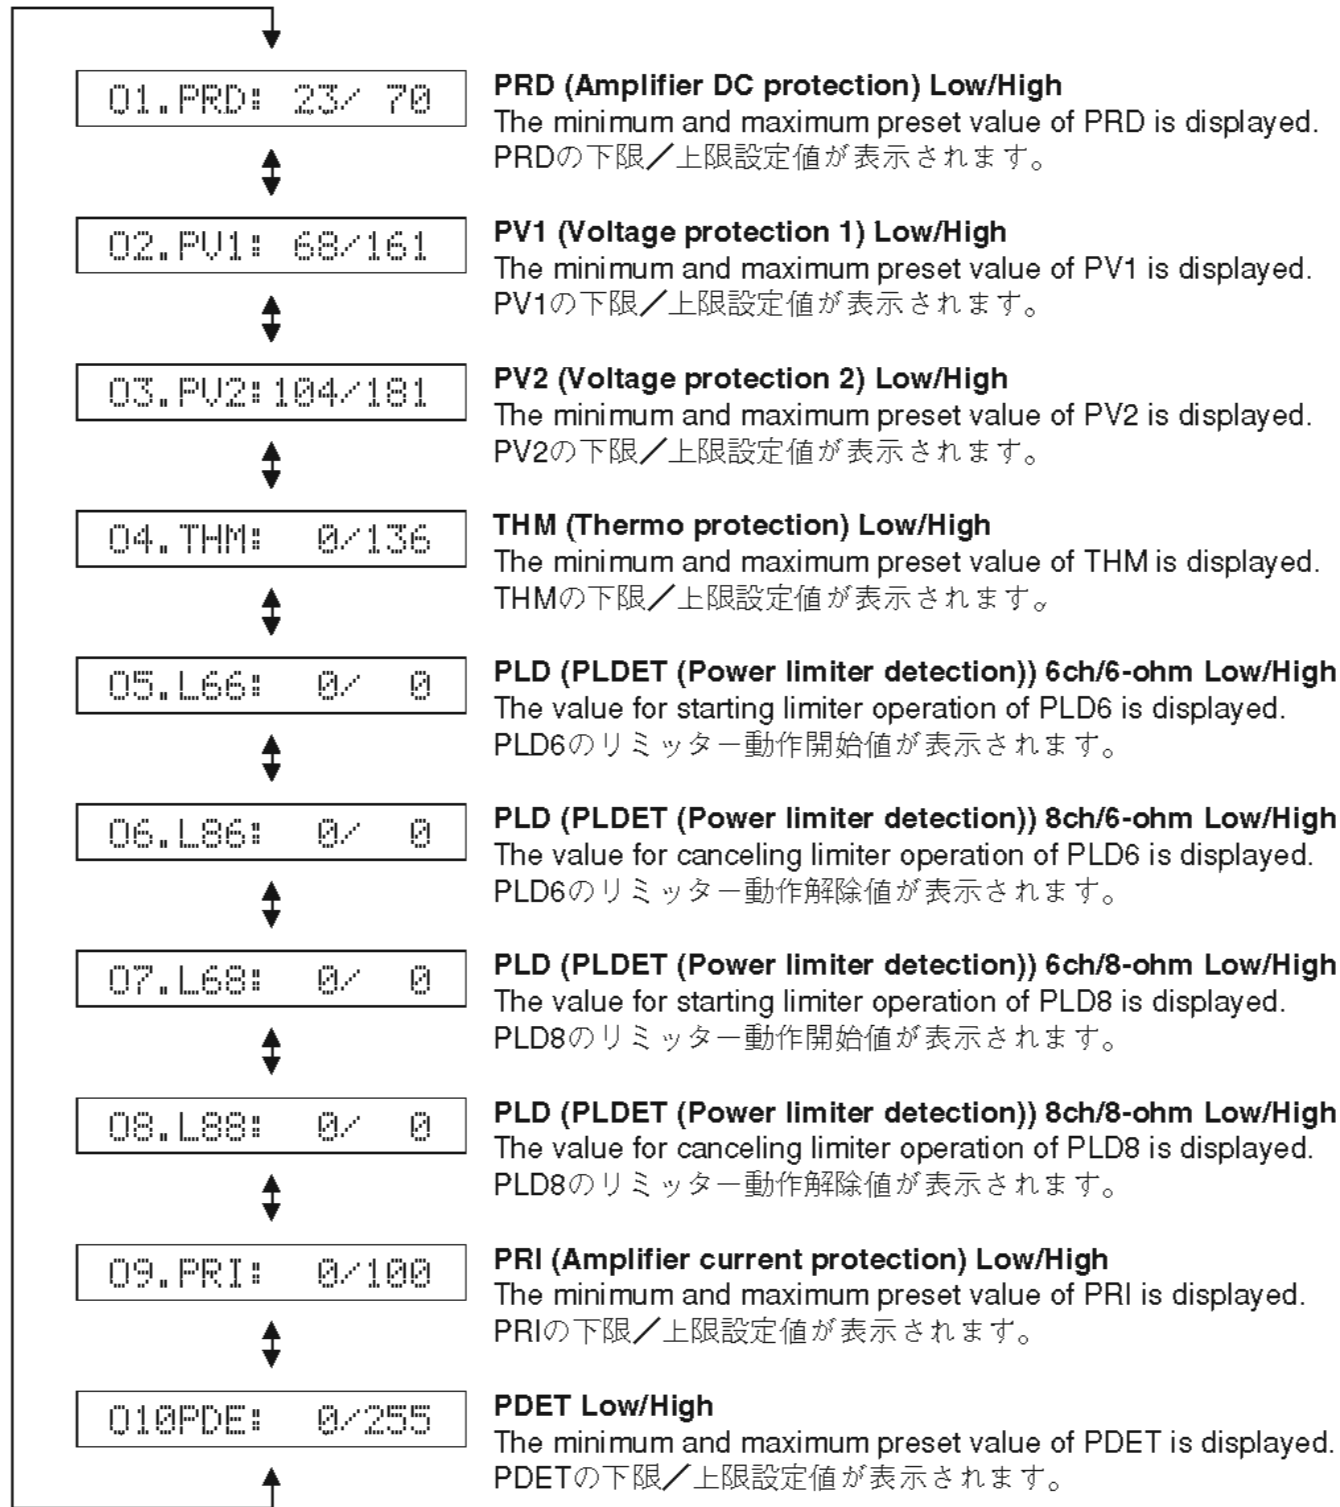 O1.PRD: 23/ 70
PRD (Amplifier DC protection) Low/High
The minimum and maximum preset value of PRD is displayed.
PRDの下限／上限設定値が表示されます。
O2.PV1: 68/161
PV1 (Voltage protection 1) Low/High
The minimum and maximum preset value of PV1 is displayed.
PV1の下限／上限設定値が表示されます。
O3.PV2:104/181
PV2 (Voltage protection 2) Low/High
The minimum and maximum preset value of PV2 is displayed.
PV2の下限／上限設定値が表示されます。
O4.THM: 0/136
THM (Thermo protection) Low/High
The minimum and maximum preset value of THM is displayed.
THMの下限／上限設定値が表示されます。
O5.L66: 0/ 0
PLD (PLDET (Power limiter detection)) 6ch/6-ohm Low/High
The value for starting limiter operation of PLD6 is displayed.
PLD6のリミッター動作開始値が表示されます。
O6.L86: 0/ 0
PLD (PLDET (Power limiter detection)) 8ch/6-ohm Low/High
The value for canceling limiter operation of PLD6 is displayed.
PLD6のリミッター動作解除値が表示されます。
O7.L68: 0/ 0
PLD (PLDET (Power limiter detection)) 6ch/8-ohm Low/High
The value for starting limiter operation of PLD8 is displayed.
PLD8のリミッター動作開始値が表示されます。
O8.L88: 0/ 0
PLD (PLDET (Power limiter detection)) 8ch/8-ohm Low/High
The value for canceling limiter operation of PLD8 is displayed.
PLD8のリミッター動作解除値が表示されます。
O9.PRI: 0/100
PRI (Amplifier current protection) Low/High
The minimum and maximum preset value of PRI is displayed.
PRIの下限／上限設定値が表示されます。
O10PDE: 0/255
PDET Low/High
The minimum and maximum preset value of PDET is displayed.
PDETの下限／上限設定値が表示されます。